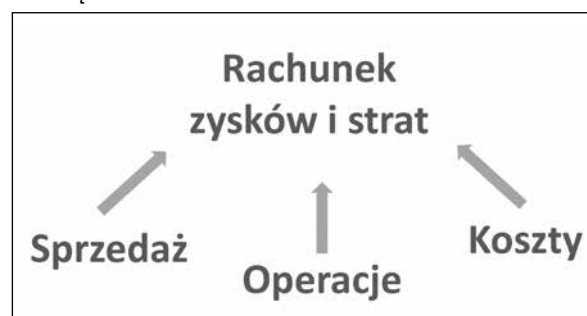 Rachunek
zysków i strat
Sprzedaż
Operacje
Koszty